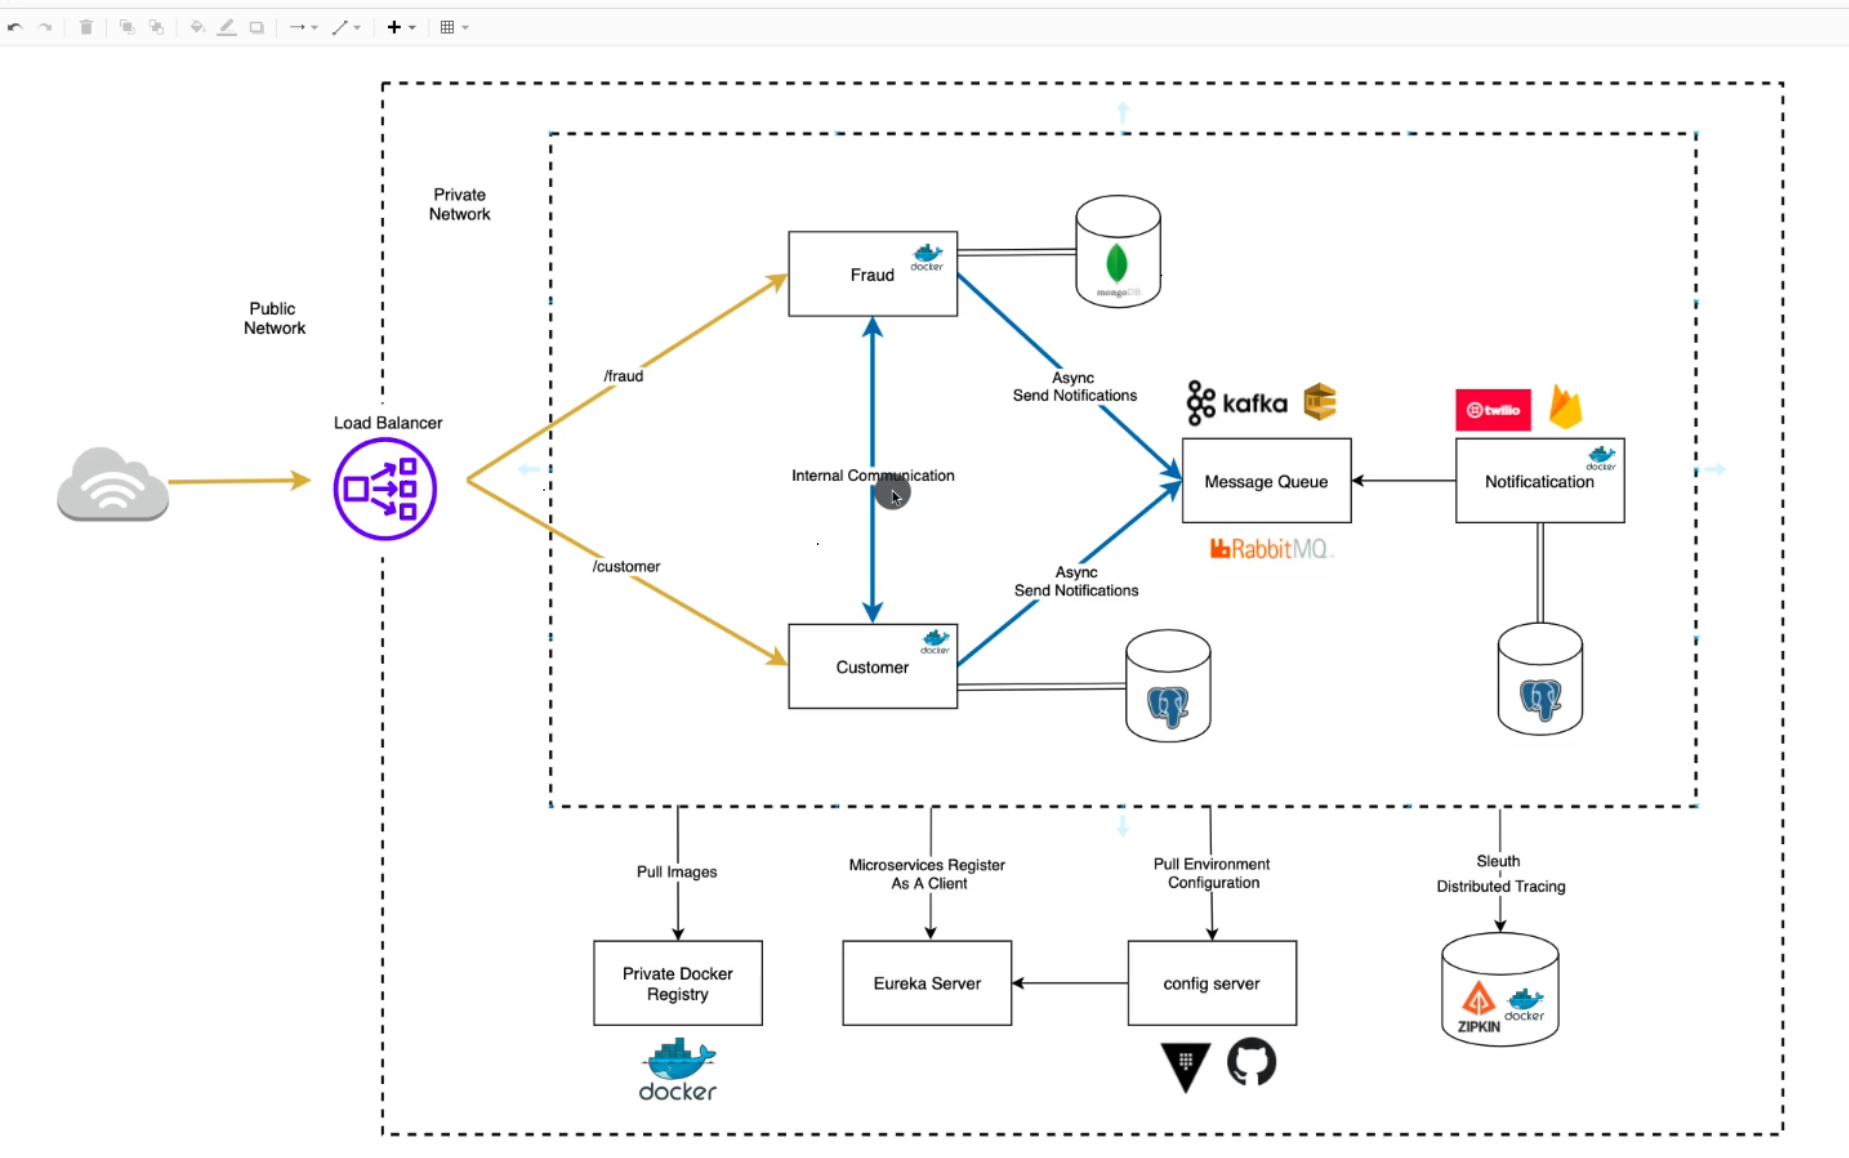 Private
Network
Public
Network
Load Balancer
/fraud
/customer
Fraud
docker
mongoDB
Internal Communication
Async
Send Notifications
Async
Send Notifications
kafka
twilio
Message Queue
RabbitMQ
docker
Notificatication
docker
Customer
Pull Images
Microservices Register
As A Client
Pull Environment
Configuration
Sleuth
Distributed Tracing
Private Docker
Registry
Eureka Server
config server
ZIPKIN
docker
docker